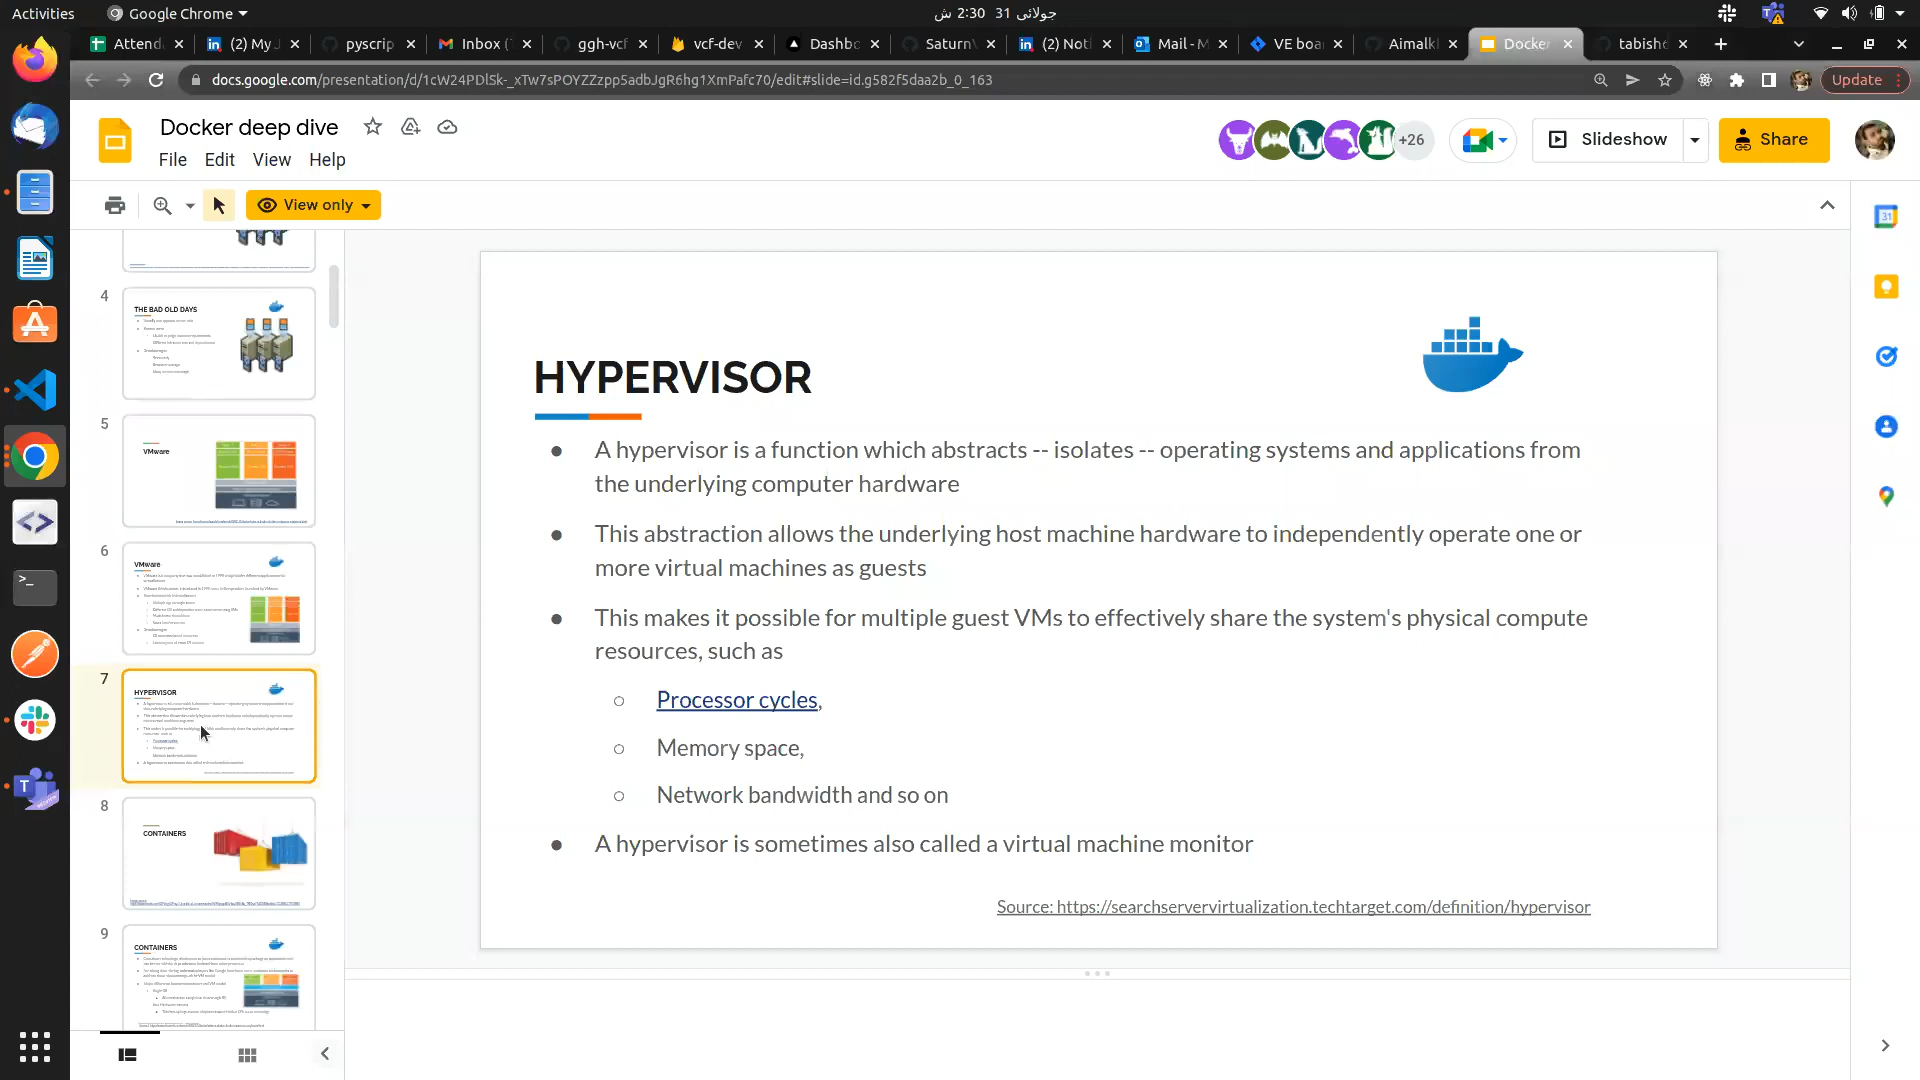 Activities
Google Chrome
جولائی 31 2:30 ش
Attend
(2) My J
pyscrip
Inbox (
ggh-vcf
vcf-dev
Dashbo
Saturn
(2) Not
Mail - M
VE boa
Aimalk
Docker
tabish
docs.google.com/presentation/d/1cW24PDlSk-_xTw7sPOYZZzpp5adbJgR6hg1XmPafc70/edit#slide=id.g582f5daa2b_0_163
Update
Docker deep dive
File Edit View Help
+26
Slideshow
Share
View only
4
THE BAD OLD DAYS
5
VMware
6
VMware
7
HYPERVISOR
8
CONTAINERS
9
CONTAINERS
HYPERVISOR
● A hypervisor is a function which abstracts -- isolates -- operating systems and applications from
the underlying computer hardware
● This abstraction allows the underlying host machine hardware to independently operate one or
more virtual machines as guests
● This makes it possible for multiple guest VMs to effectively share the system's physical compute
resources, such as
○ Processor cycles,
○ Memory space,
○ Network bandwidth and so on
● A hypervisor is sometimes also called a virtual machine monitor
Source: https://searchservervirtualization.techtarget.com/definition/hypervisor
31